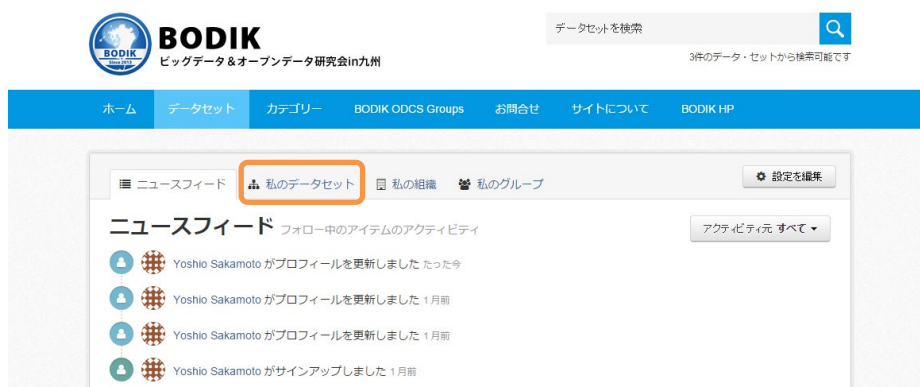 BODIK
ビッグデータ&オープンデータ研究会in九州
BODIK
Since 2013
データセットを検索
3件のデータ・セットから検索可能です
ホーム データセット カテゴリー BODIK ODCS Groups お問合せ サイトについて BODIK HP
ニュースフィード 私のデータセット 私の組織 私のグループ 設定を編集
ニュースフィード フォロー中のアイテムのアクティビティ アクティビティ元 すべて
Yoshio Sakamoto がプロフィールを更新しました たった今
Yoshio Sakamoto がプロフィールを更新しました 1月前
Yoshio Sakamoto がプロフィールを更新しました 1月前
Yoshio Sakamoto がサインアップしました 1月前